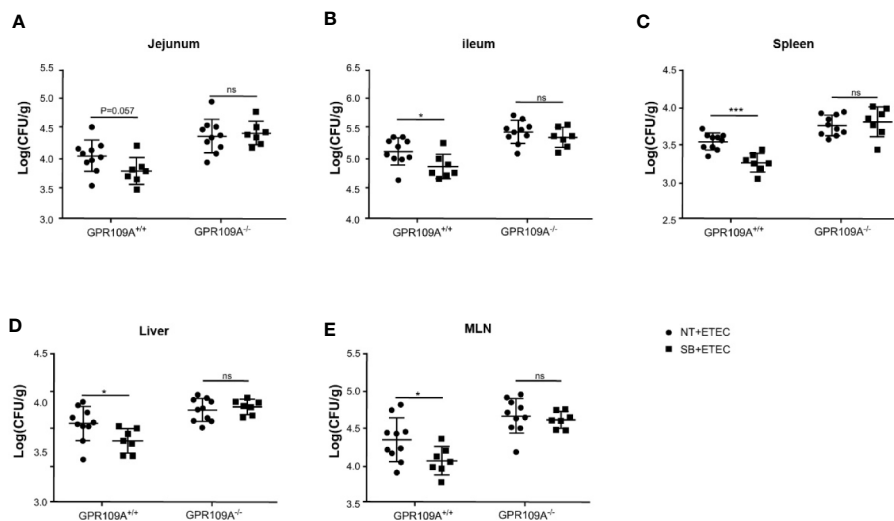 A
Jejunum
Log(CFU/g)
5.5
5.0
4.5
4.0
3.5
3.0
P=0.057
ns
GPR109A+/+
GPR109A-/-
B
ileum
Log(CFU/g)
6.5
6.0
5.5
5.0
4.5
4.0
*
ns
GPR109A+/+
GPR109A-/-
C
Spleen
Log(CFU/g)
4.5
4.0
3.5
3.0
2.5
***
ns
GPR109A+/+
GPR109A-/-
D
Liver
Log(CFU/g)
4.5
4.0
3.5
3.0
*
ns
GPR109A+/+
GPR109A-/-
E
MLN
Log(CFU/g)
5.5
5.0
4.5
4.0
3.5
*
ns
GPR109A+/+
GPR109A-/-
NT+ETEC
SB+ETEC